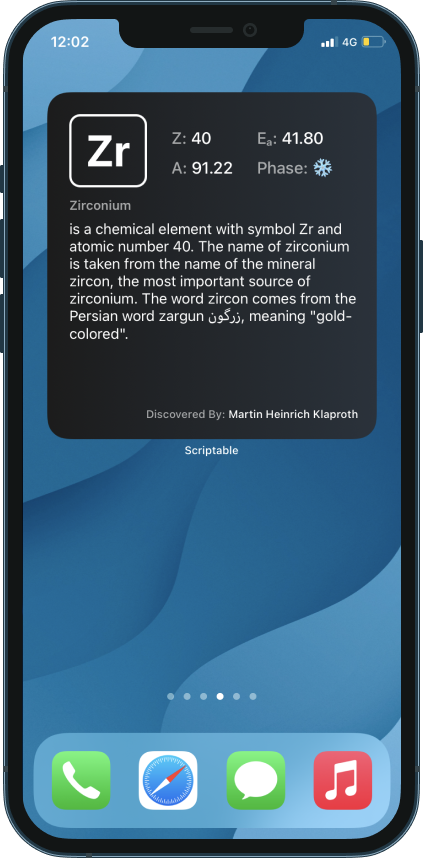 12:02
4G
Zr
Z: 40
Eₐ: 41.80
A: 91.22
Phase: ❄️
Zirconium
is a chemical element with symbol Zr and
atomic number 40. The name of zirconium
is taken from the name of the mineral
zircon, the most important source of
zirconium. The word zircon comes from the
Persian word zargun زرگون, meaning "gold-
colored".
Discovered By: Martin Heinrich Klaproth
Scriptable